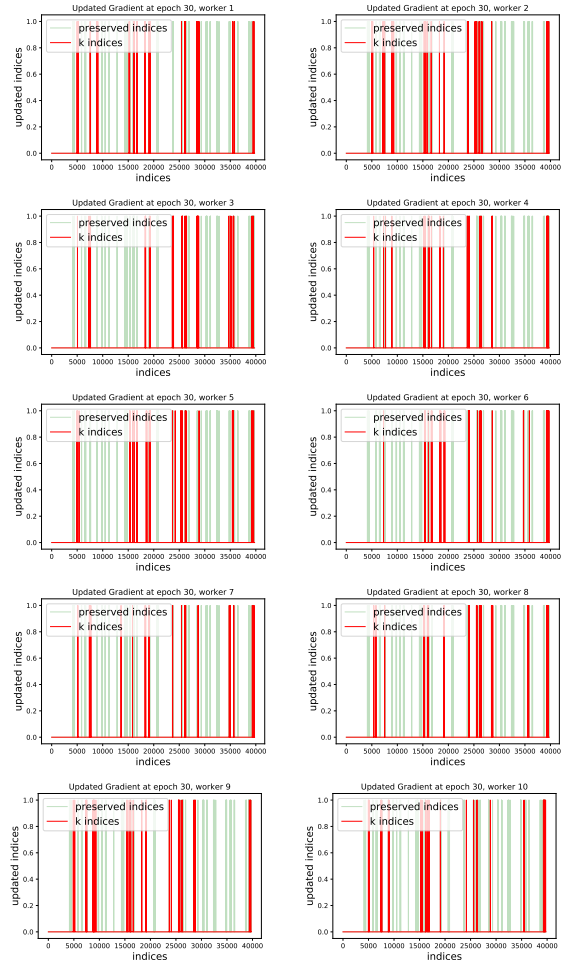 Updated Gradient at epoch 30, worker 1
preserved indices
k indices
updated indices
1.0
0.8
0.6
0.4
0.2
0.0
0 5000 10000 15000 20000 25000 30000 35000 40000
indices
Updated Gradient at epoch 30, worker 2
preserved indices
k indices
updated indices
1.0
0.8
0.6
0.4
0.2
0.0
0 5000 10000 15000 20000 25000 30000 35000 40000
indices
Updated Gradient at epoch 30, worker 3
preserved indices
k indices
updated indices
1.0
0.8
0.6
0.4
0.2
0.0
0 5000 10000 15000 20000 25000 30000 35000 40000
indices
Updated Gradient at epoch 30, worker 4
preserved indices
k indices
updated indices
1.0
0.8
0.6
0.4
0.2
0.0
0 5000 10000 15000 20000 25000 30000 35000 40000
indices
Updated Gradient at epoch 30, worker 5
preserved indices
k indices
updated indices
1.0
0.8
0.6
0.4
0.2
0.0
0 5000 10000 15000 20000 25000 30000 35000 40000
indices
Updated Gradient at epoch 30, worker 6
preserved indices
k indices
updated indices
1.0
0.8
0.6
0.4
0.2
0.0
0 5000 10000 15000 20000 25000 30000 35000 40000
indices
Updated Gradient at epoch 30, worker 7
preserved indices
k indices
updated indices
1.0
0.8
0.6
0.4
0.2
0.0
0 5000 10000 15000 20000 25000 30000 35000 40000
indices
Updated Gradient at epoch 30, worker 8
preserved indices
k indices
updated indices
1.0
0.8
0.6
0.4
0.2
0.0
0 5000 10000 15000 20000 25000 30000 35000 40000
indices
Updated Gradient at epoch 30, worker 9
preserved indices
k indices
updated indices
1.0
0.8
0.6
0.4
0.2
0.0
0 5000 10000 15000 20000 25000 30000 35000 40000
indices
Updated Gradient at epoch 30, worker 10
preserved indices
k indices
updated indices
1.0
0.8
0.6
0.4
0.2
0.0
0 5000 10000 15000 20000 25000 30000 35000 40000
indices